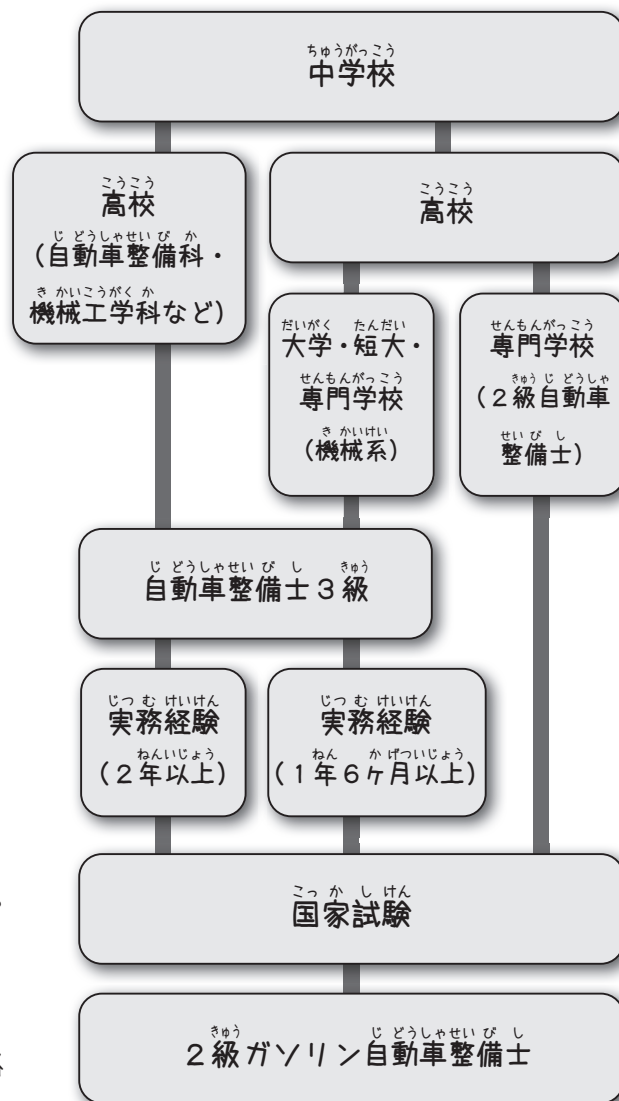 ちゅうがっこう
中学校
こうこう
高校
じどうしゃせいびか
（自動車整備科・
きかいこうがくか
機械工学科など）
こうこう
高校
だいがく たんだい
大学・短大・
せんもんがっこう
専門学校
きかいけい
（機械系）
せんもんがっこう
専門学校
きゅうじどうしゃ
（２級自動車
せいびし
整備士）
じどうしゃせいびし きゅう
自動車整備士３級
じつむけいけん
実務経験
ねんいじょう
（２年以上）
じつむけいけん
実務経験
ねん かげついじょう
（１年６ヶ月以上）
こっかしけん
国家試験
きゅう じどうしゃせいびし
２級ガソリン自動車整備士